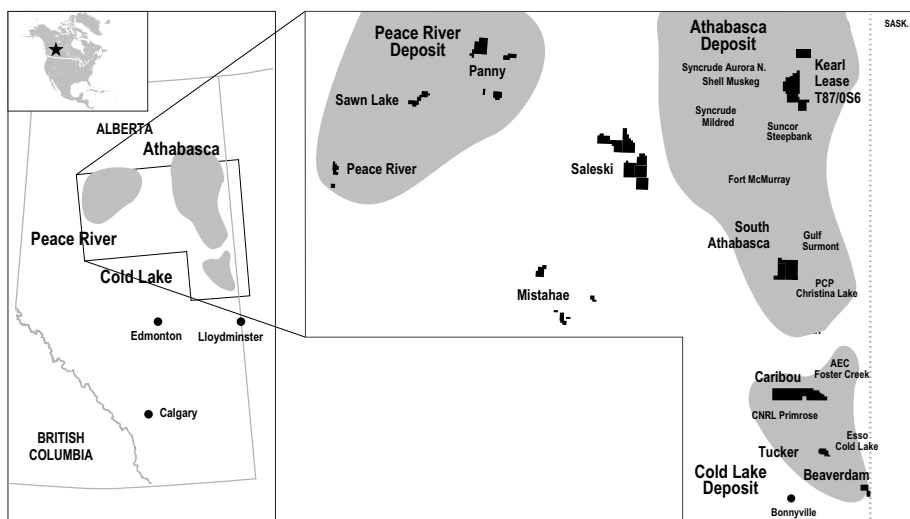 ALBERTA
Athabasca
Peace River
Cold Lake
Edmonton
Lloydminster
Calgary
BRITISH
COLUMBIA
Peace River
Deposit
Panny
Sawn Lake
Peace River
Saleski
Mistahae
Athabasca
Deposit
SASK.
Syncrude Aurora N.
Shell Muskeg
Kearl
Lease
T87/0S6
Syncrude
Mildred
Suncor
Steepbank
Fort McMurray
South
Athabasca
Gulf
Surmont
PCP
Christina Lake
AEC
Foster Creek
Caribou
CNRL Primrose
Esso
Cold Lake
Tucker
Beaverdam
Cold Lake
Deposit
Bonnyville